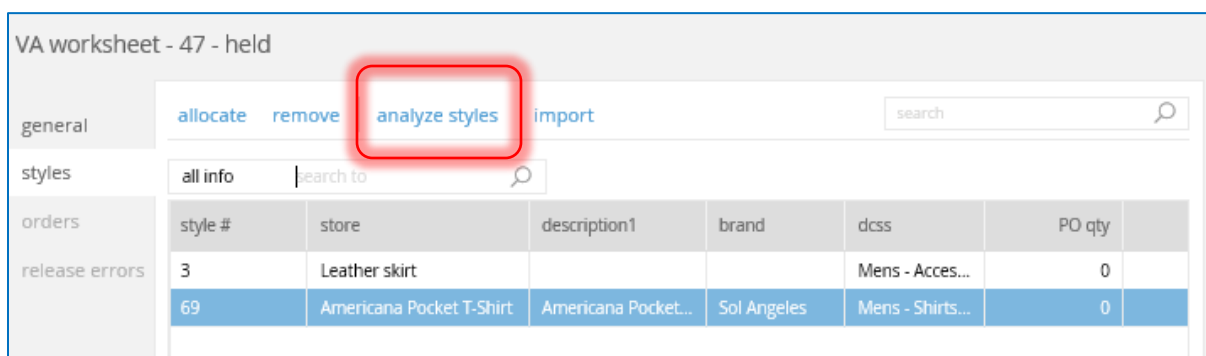 VA worksheet - 47 - held
general
styles
orders
release errors
allocate remove analyze styles import
search
all info search to
style # store description1 brand dcss PO qty
3 Leather skirt Mens - Acces... 0
69 Americana Pocket T-Shirt Americana Pocket... Sol Angeles Mens - Shirts... 0